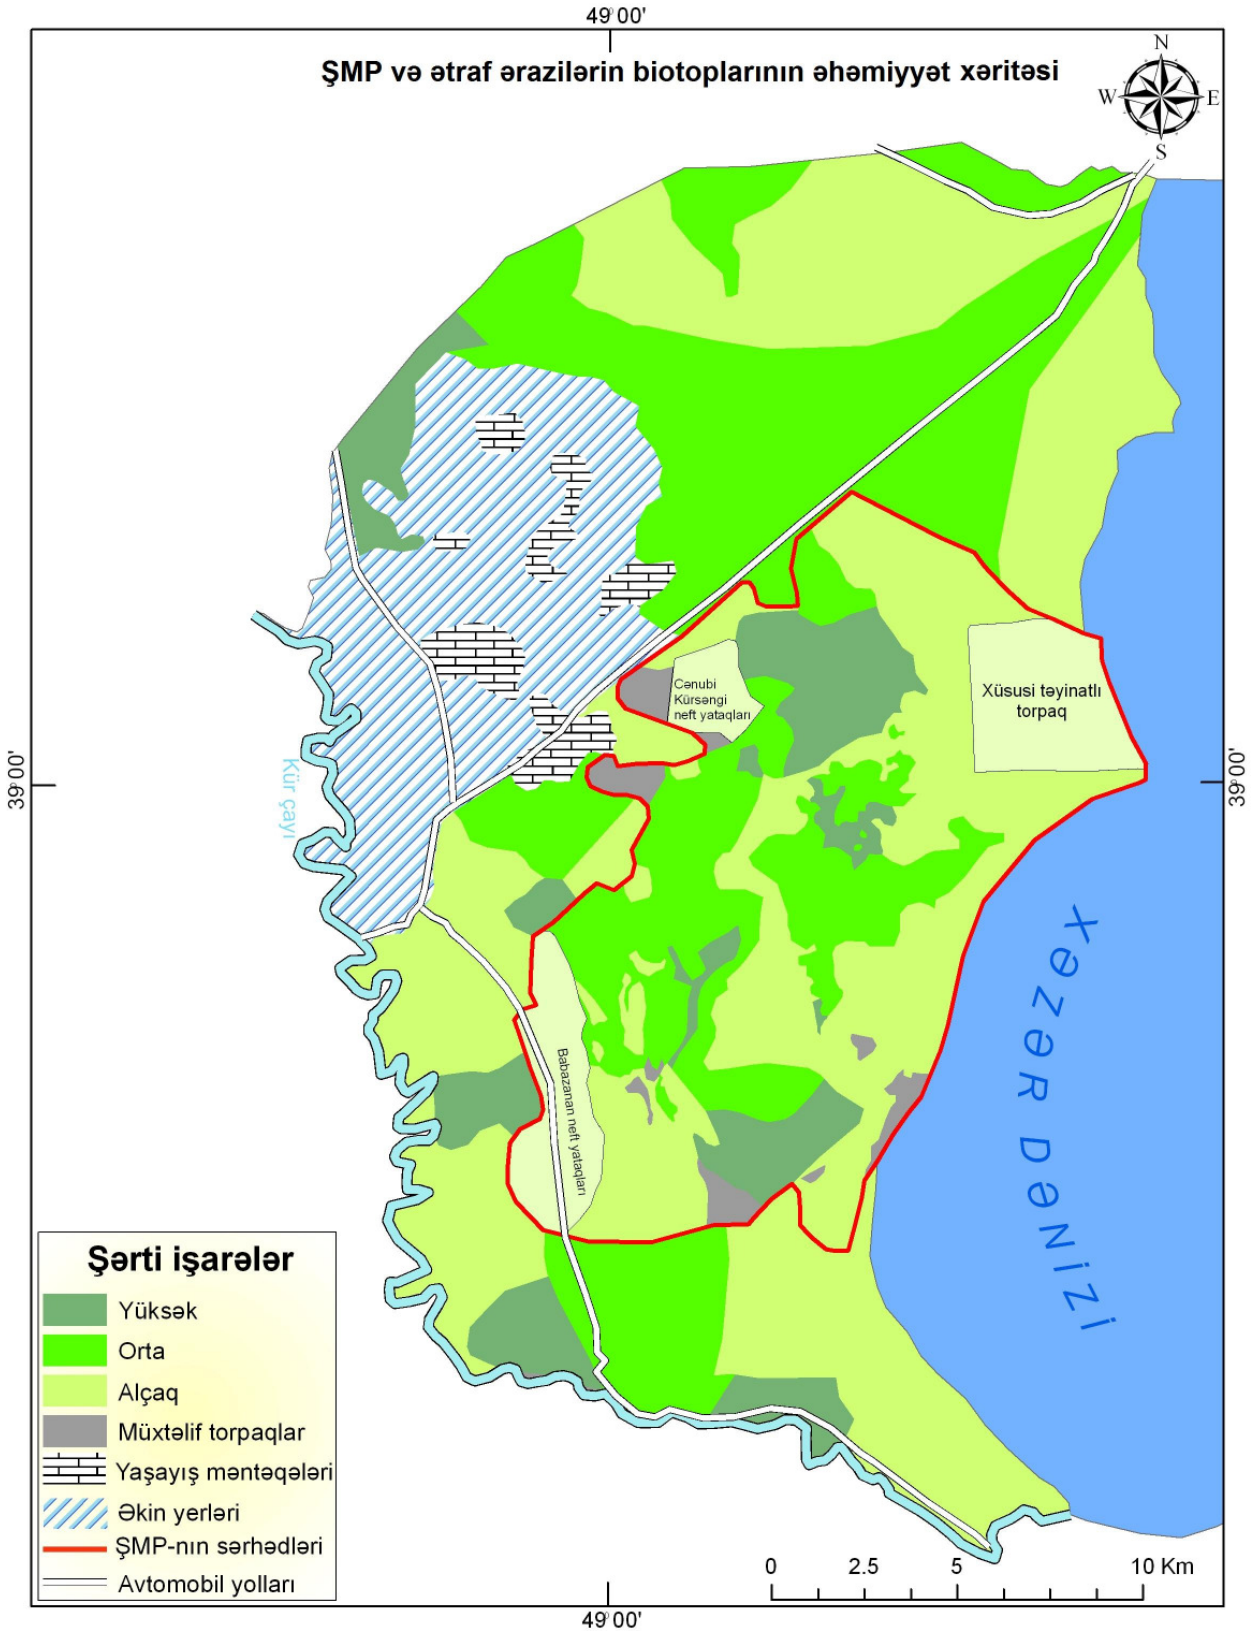 49°00'
ŞMP və ətraf ərazilərin biotoplarının əhəmiyyət xəritəsi
N
W E
S
Cənubi
Kürsəngi
neft yataqları
Xüsusi təyinatlı
torpaq
39°00'
39°00'
Kür çayı
XəZəR DəNİZİ
Babazanan neft yataqları
Şərti işarələr
Yüksək
Orta
Alçaq
Müxtəlif torpaqlar
Yaşayış məntəqələri
Əkin yerləri
ŞMP-nın sərhədləri
Avtomobil yolları
0 2.5 5 10 Km
49°00'